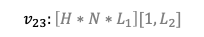 v₂₃: [H * N * L₁][1, L₂]